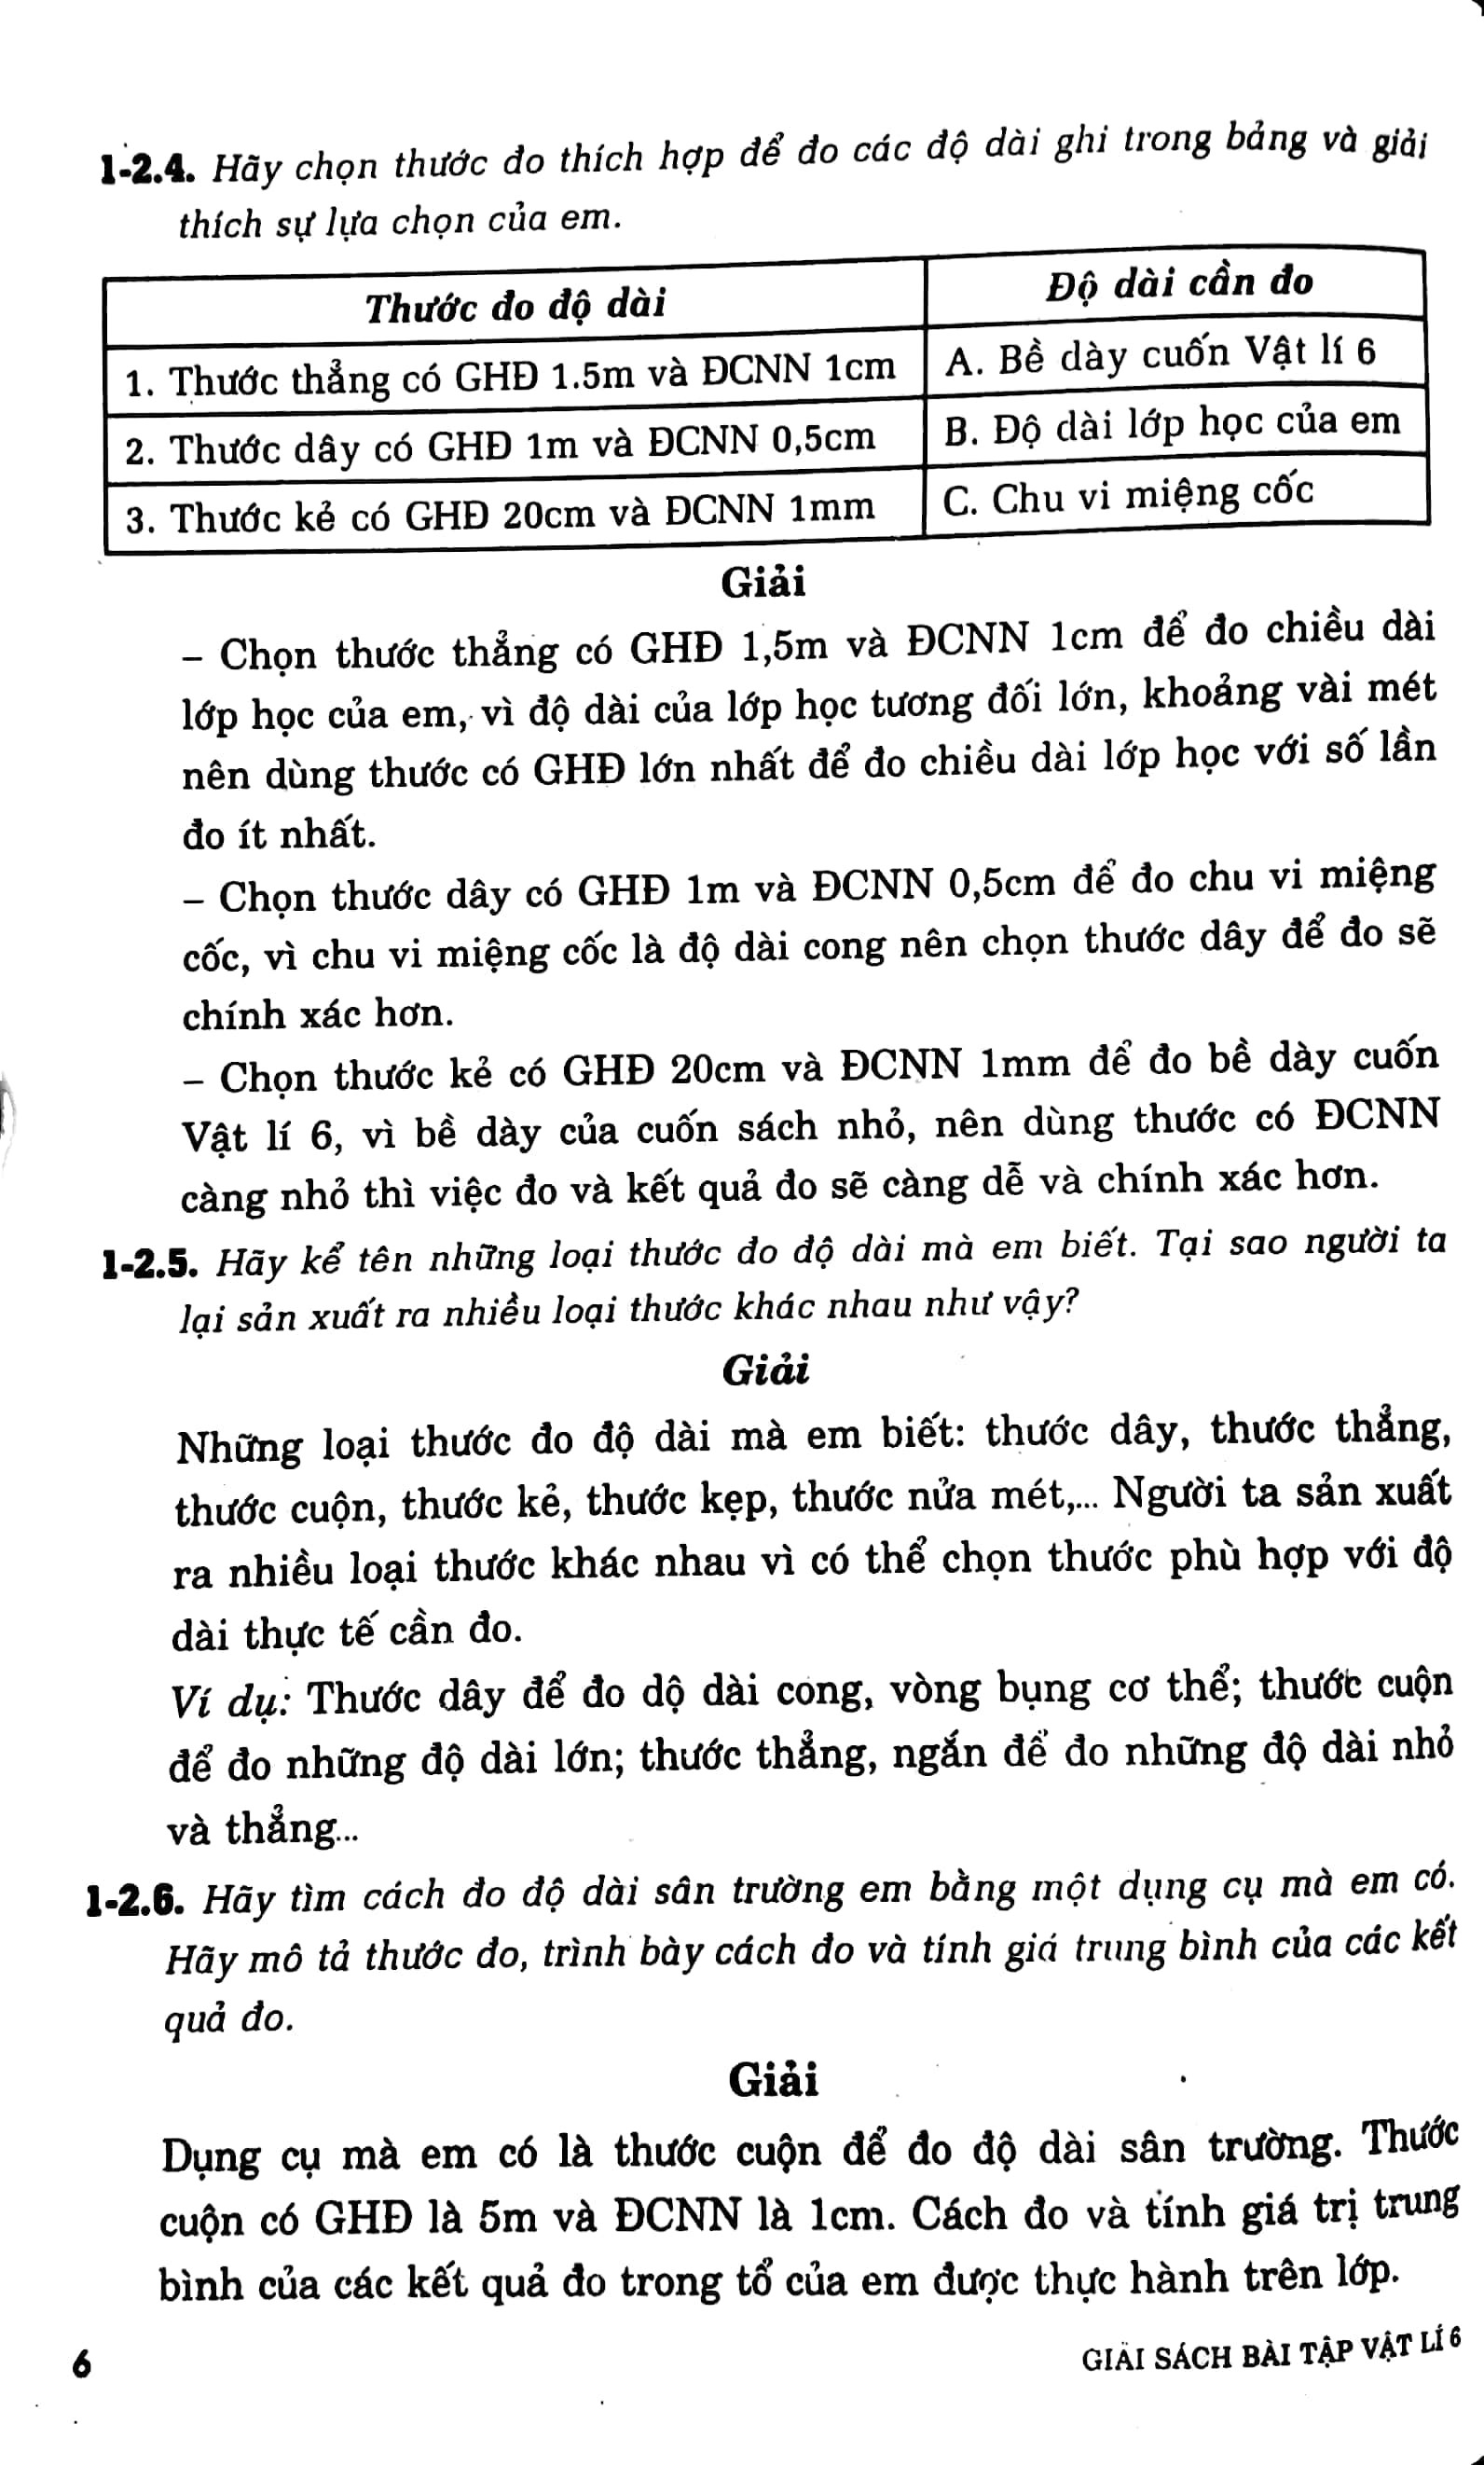 1-2.4. Hãy chọn thước đo thích hợp để đo các độ dài ghi trong bảng và giải
thích sự lựa chọn của em.
Thước đo độ dài
Độ dài cần đo
1. Thước thẳng có GHĐ 1.5m và ĐCNN 1cm
A. Bề dày cuốn Vật lí 6
2. Thước dây có GHĐ 1m và ĐCNN 0,5cm
B. Độ dài lớp học của em
3. Thước kẻ có GHĐ 20cm và ĐCNN 1mm
C. Chu vi miệng cốc
Giải
– Chọn thước thẳng có GHĐ 1,5m và ĐCNN 1cm để đo chiều dài
lớp học của em, vì độ dài của lớp học tương đối lớn, khoảng vài mét
nên dùng thước có GHĐ lớn nhất để đo chiều dài lớp học với số lần
đo ít nhất.
– Chọn thước dây có GHĐ 1m và ĐCNN 0,5cm để đo chu vi miệng
cốc, vì chu vi miệng cốc là độ dài cong nên chọn thước dây để đo sẽ
chính xác hơn.
– Chọn thước kẻ có GHĐ 20cm và ĐCNN 1mm để đo bề dày cuốn
Vật lí 6, vì bề dày của cuốn sách nhỏ, nên dùng thước có ĐCNN
càng nhỏ thì việc đo và kết quả đo sẽ càng dễ và chính xác hơn.
1-2.5. Hãy kể tên những loại thước đo độ dài mà em biết. Tại sao người ta
lại sản xuất ra nhiều loại thước khác nhau như vậy?
Giải
Những loại thước đo độ dài mà em biết: thước dây, thước thẳng,
thước cuộn, thước kẻ, thước kẹp, thước nửa mét,... Người ta sản xuất
ra nhiều loại thước khác nhau vì có thể chọn thước phù hợp với độ
dài thực tế cần đo.
Ví dụ: Thước dây để đo dộ dài cong, vòng bụng cơ thể; thước cuộn
để đo những độ dài lớn; thước thẳng, ngắn để đo những độ dài nhỏ
và thẳng...
1-2.6. Hãy tìm cách đo độ dài sân trường em bằng một dụng cụ mà em có.
Hãy mô tả thước đo, trình bày cách đo và tính giá trung bình của các kết
quả đo.
Giải
Dụng cụ mà em có là thước cuộn để đo độ dài sân trường. Thước
cuộn có GHĐ là 5m và ĐCNN là 1cm. Cách đo và tính giá trị trung
bình của các kết quả đo trong tổ của em được thực hành trên lớp.
6
GIẢI SÁCH BÀI TẬP VẬT LÍ 6